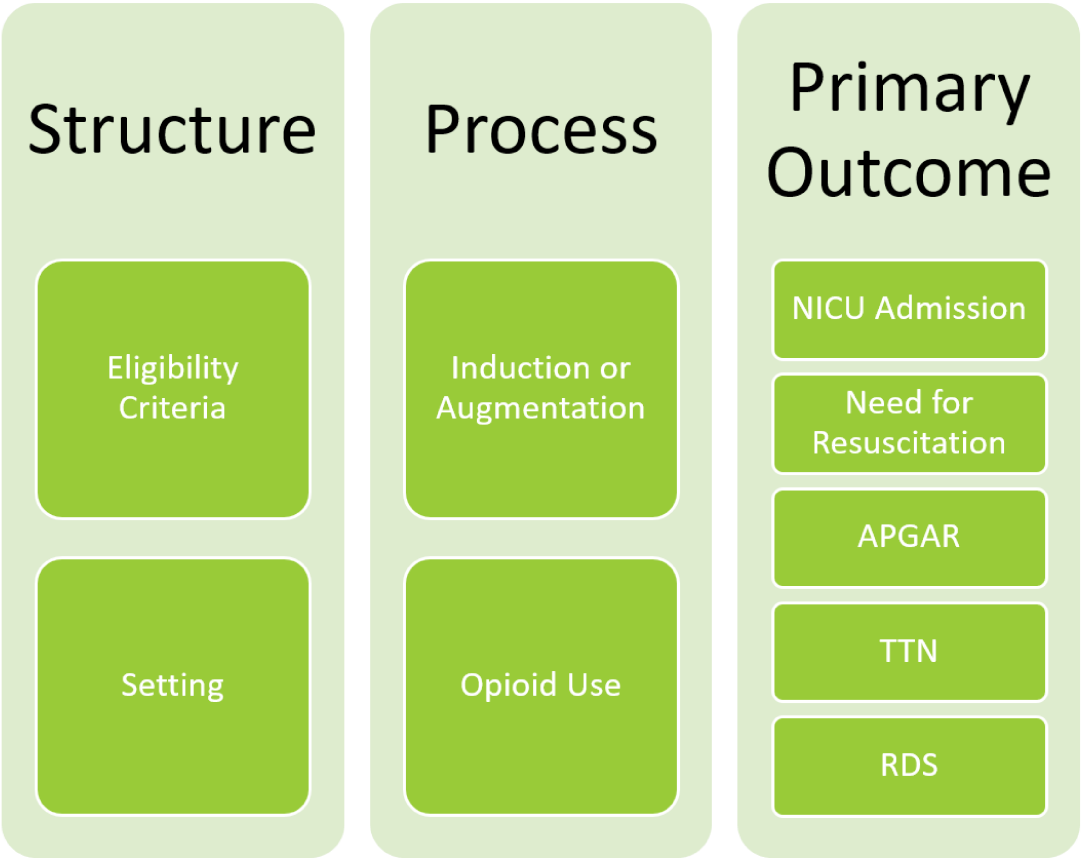 Structure
Eligibility
Criteria
Setting
Process
Induction or
Augmentation
Opioid Use
Primary
Outcome
NICU Admission
Need for
Resuscitation
APGAR
TTN
RDS